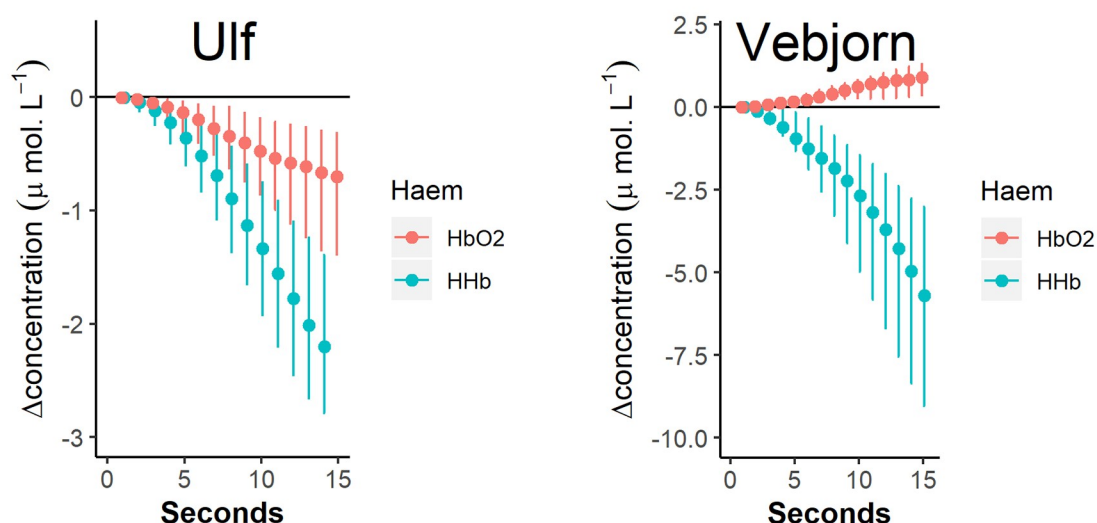 Ulf
Δconcentration (μ mol. L⁻¹)
0
-1
-2
-3
0 5 10 15
Seconds
Haem
HbO2
HHb
Vebjorn
Δconcentration (μ mol. L⁻¹)
2.5
0.0
-2.5
-5.0
-7.5
-10.0
0 5 10 15
Seconds
Haem
HbO2
HHb